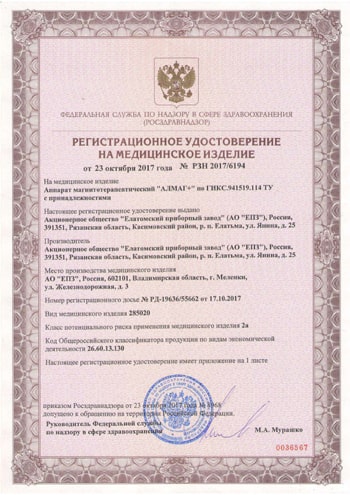 ФЕДЕРАЛЬНАЯ СЛУЖБА ПО НАДЗОРУ В СФЕРЕ ЗДРАВООХРАНЕНИЯ
(РОСЗДРАВНАДЗОР)
РЕГИСТРАЦИОННОЕ УДОСТОВЕРЕНИЕ
НА МЕДИЦИНСКОЕ ИЗДЕЛИЕ
от 23 октября 2017 года № РЗН 2017/6194
На медицинское изделие
Аппарат магнитотерапевтический "АЛМАГ+" по ГИКС.941519.114 ТУ
с принадлежностями
Настоящее регистрационное удостоверение выдано
Акционерное общество "Елатомский приборный завод" (АО "ЕПЗ"), Россия,
391351, Рязанская область, Касимовский район, р. п. Елатьма, ул. Янина, д. 25
Производитель
Акционерное общество "Елатомский приборный завод" (АО "ЕПЗ"), Россия,
391351, Рязанская область, Касимовский район, р. п. Елатьма, ул. Янина, д. 25
Место производства медицинского изделия
АО "ЕПЗ", Россия, 602101, Владимирская область, г. Меленки,
ул. Железнодорожная, д. 3
Номер регистрационного досье № РД-19636/55662 от 17.10.2017
Вид медицинского изделия 285020
Класс потенциального риска применения медицинского изделия 2а
Код Общероссийского классификатора продукции по видам экономической
деятельности 26.60.13.130
Настоящее регистрационное удостоверение имеет приложение на 1 листе
приказом Росздравнадзора от 23 октября 2017 года № 8968
допущено к обращению на территории Российской Федерации.
Руководитель Федеральной службы
по надзору в сфере здравоохранения
М.А. Мурашко
0036567